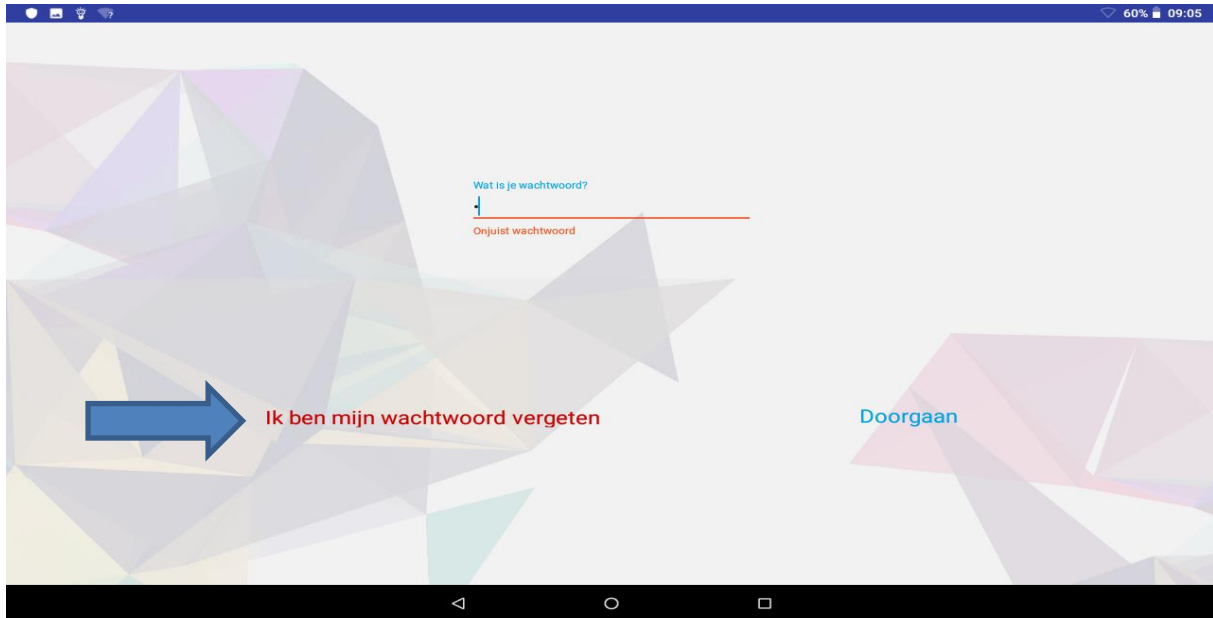 60% 09:05
Wat is je wachtwoord?
Onjuist wachtwoord
Ik ben mijn wachtwoord vergeten
Doorgaan